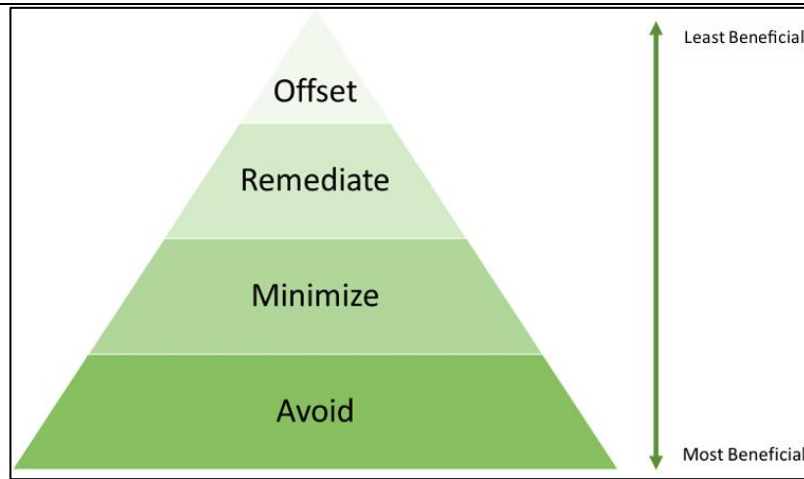 Least Beneficial
Offset
Remediate
Minimize
Avoid
Most Beneficial